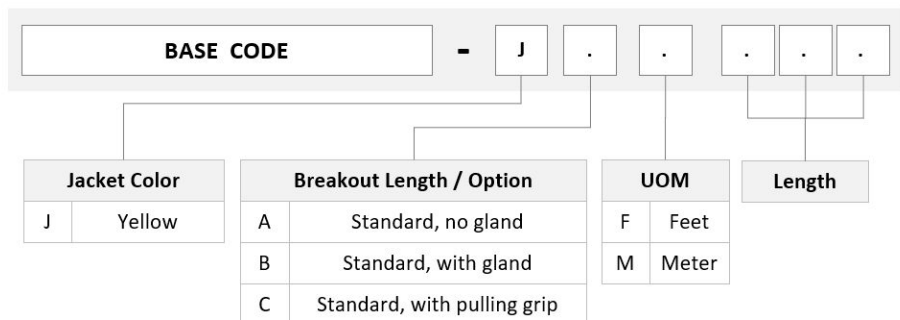 BASE CODE - J . . . . .
Jacket Color
J Yellow
Breakout Length / Option
A Standard, no gland
B Standard, with gland
C Standard, with pulling grip
UOM
F Feet
M Meter
Length